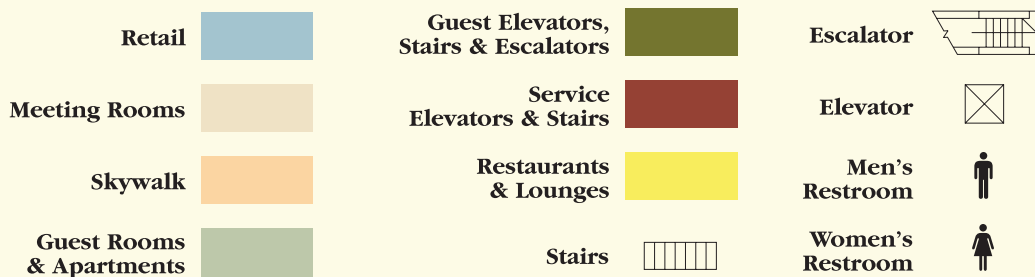 Retail
Meeting Rooms
Skywalk
Guest Rooms
& Apartments
Guest Elevators,
Stairs & Escalators
Service
Elevators & Stairs
Restaurants
& Lounges
Stairs
Escalator
Elevator
Men's
Restroom
Women's
Restroom